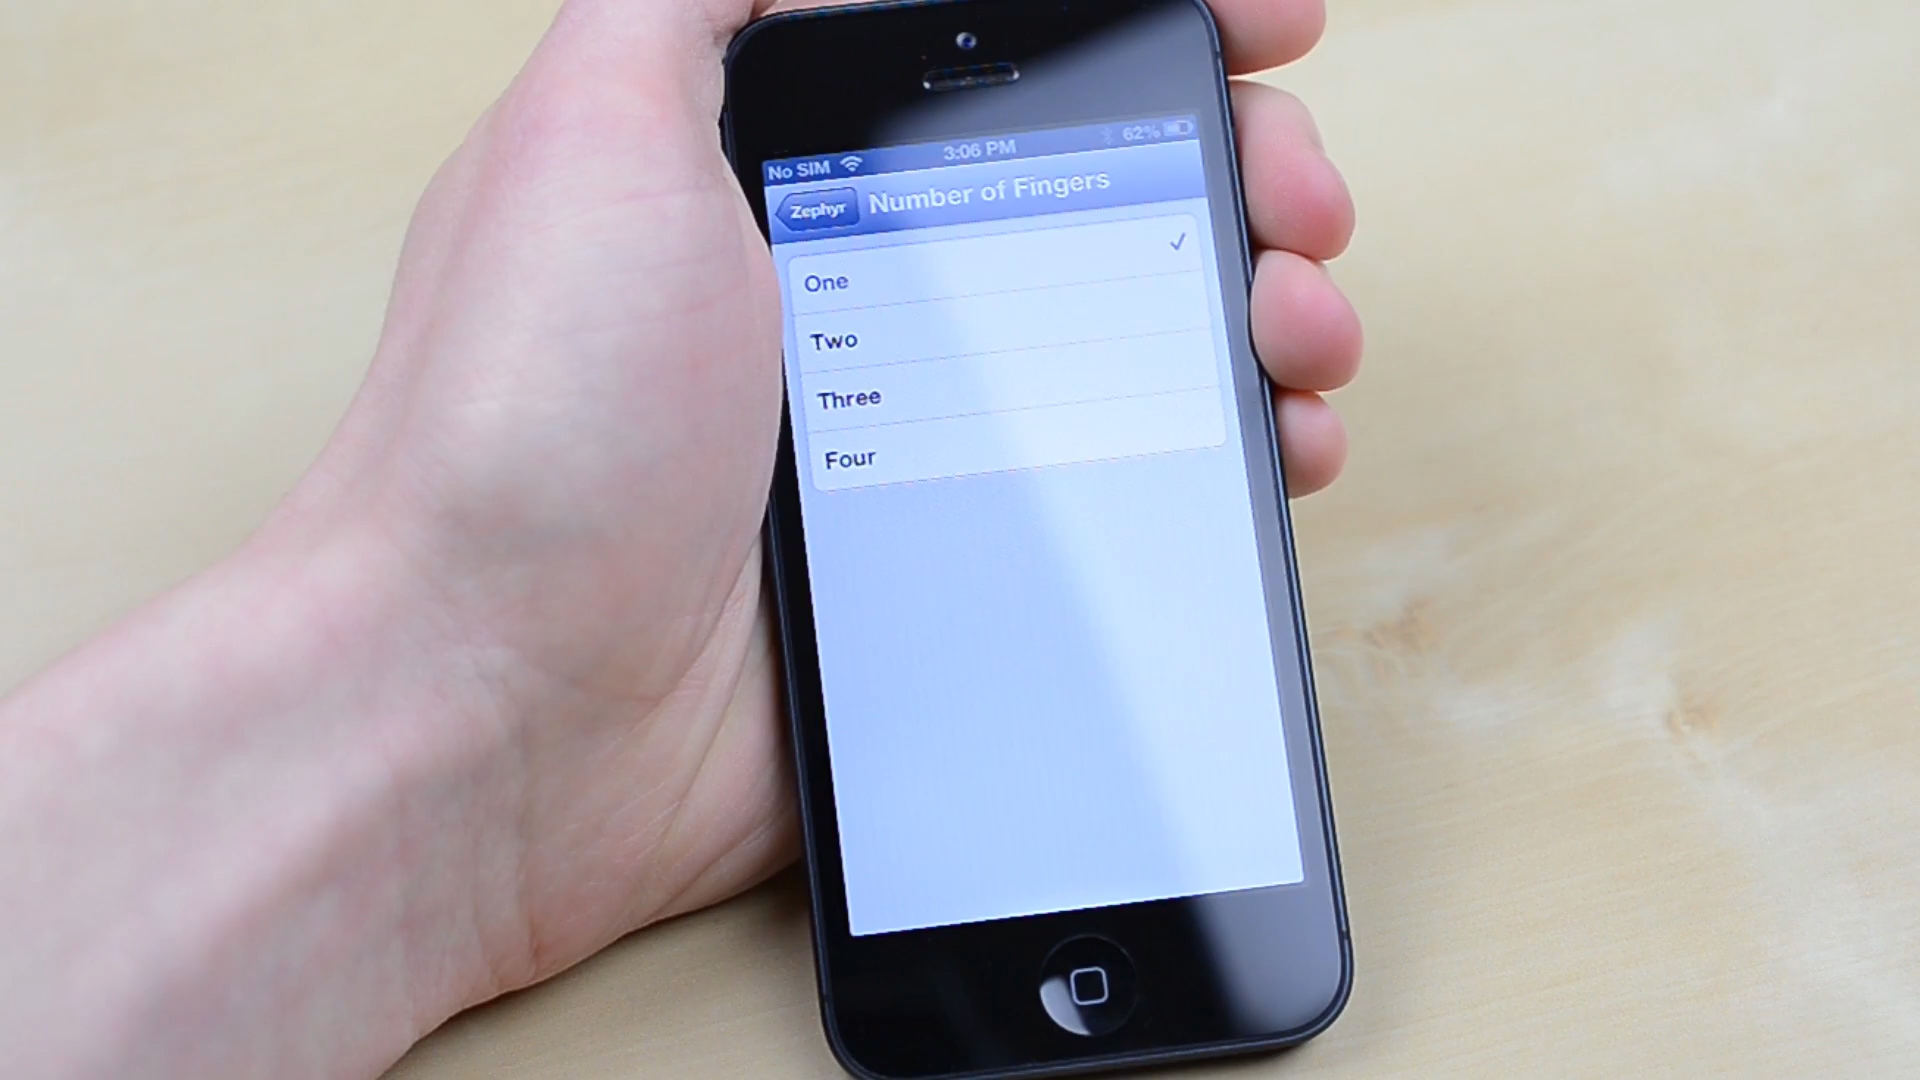 No SIM 3:06 PM 62%
Zephyr Number of Fingers
One
Two
Three
Four